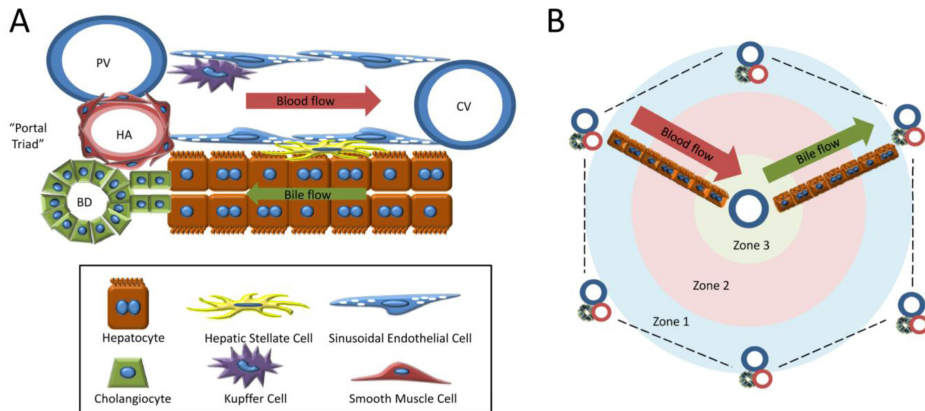 A
PV
CV
Blood flow
"Portal
Triad"
HA
BD
Bile flow
Hepatocyte
Hepatic Stellate Cell
Sinusoidal Endothelial Cell
Cholangiocyte
Kupffer Cell
Smooth Muscle Cell
B
Blood flow
Bile flow
Zone 3
Zone 2
Zone 1